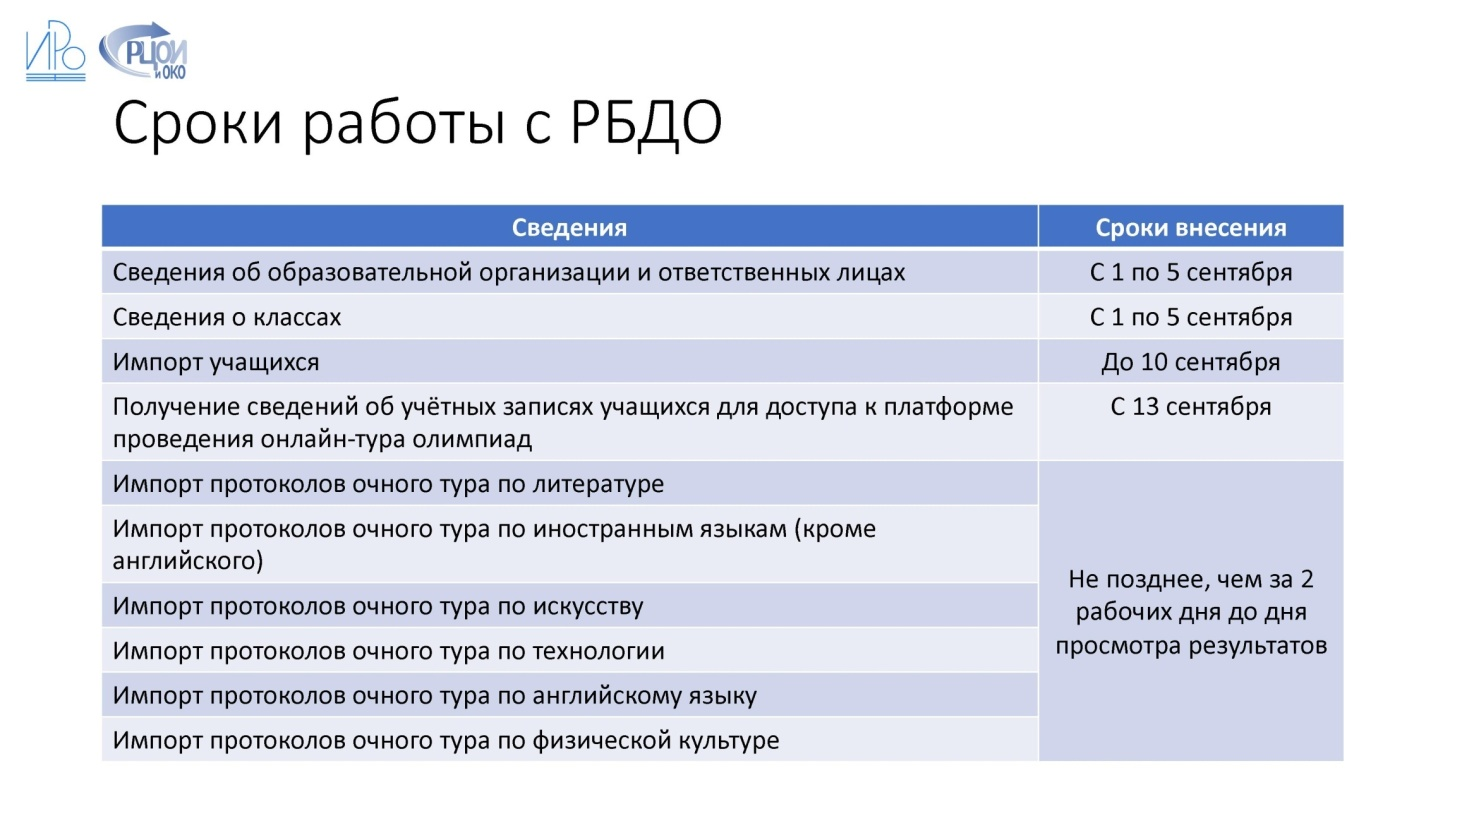 ИРО
РЦОИ
и ОКО
Сроки работы с РБДО
Сведения
Сроки внесения
Сведения об образовательной организации и ответственных лицах
С 1 по 5 сентября
Сведения о классах
С 1 по 5 сентября
Импорт учащихся
До 10 сентября
Получение сведений об учётных записях учащихся для доступа к платформе
проведения онлайн-тура олимпиад
С 13 сентября
Импорт протоколов очного тура по литературе
Импорт протоколов очного тура по иностранным языкам (кроме
английского)
Импорт протоколов очного тура по искусству
Импорт протоколов очного тура по технологии
Импорт протоколов очного тура по английскому языку
Импорт протоколов очного тура по физической культуре
Не позднее, чем за 2
рабочих дня до дня
просмотра результатов